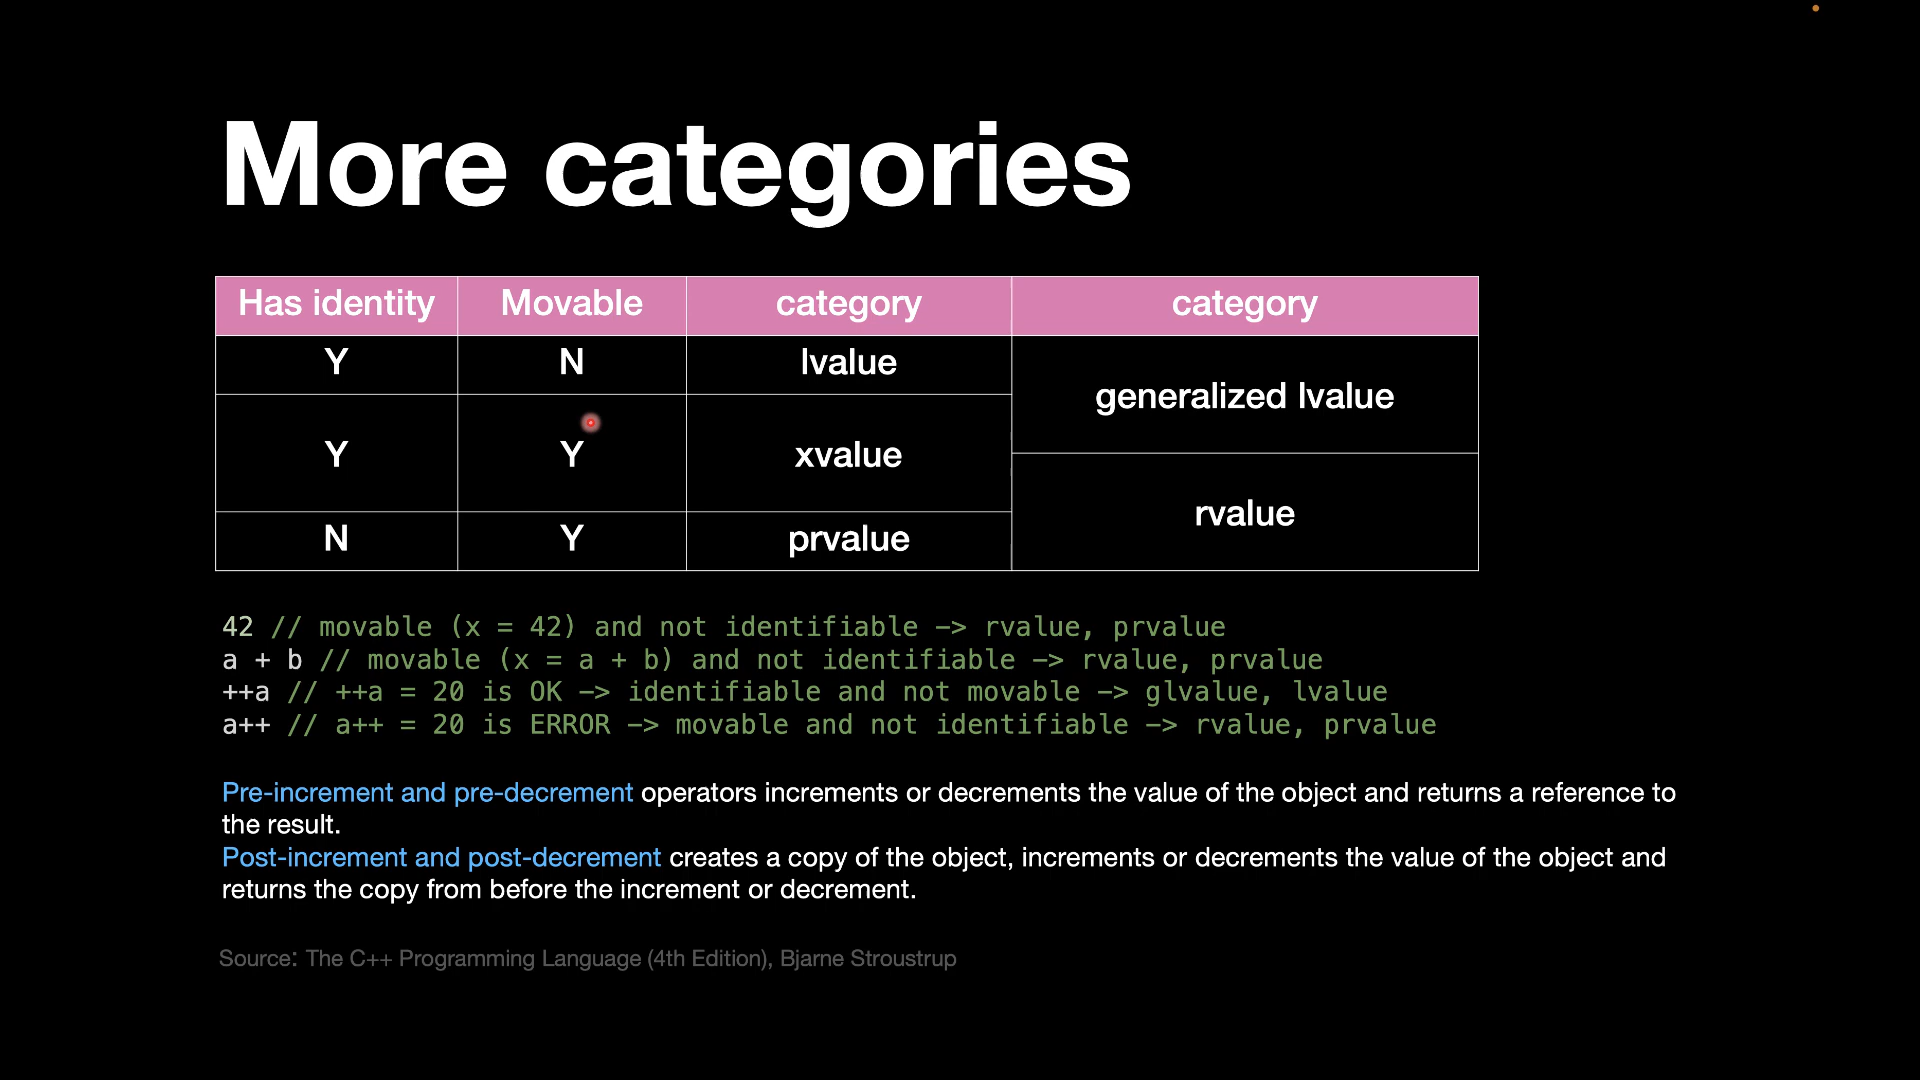 More categories
Has identity Movable category category
Y N lvalue generalized lvalue
Y Y xvalue
rvalue
N Y prvalue
42 // movable (x = 42) and not identifiable -> rvalue, prvalue
a + b // movable (x = a + b) and not identifiable -> rvalue, prvalue
++a // ++a = 20 is OK -> identifiable and not movable -> glvalue, lvalue
a++ // a++ = 20 is ERROR -> movable and not identifiable -> rvalue, prvalue
Pre-increment and pre-decrement operators increments or decrements the value of the object and returns a reference to
the result.
Post-increment and post-decrement creates a copy of the object, increments or decrements the value of the object and
returns the copy from before the increment or decrement.
Source: The C++ Programming Language (4th Edition), Bjarne Stroustrup